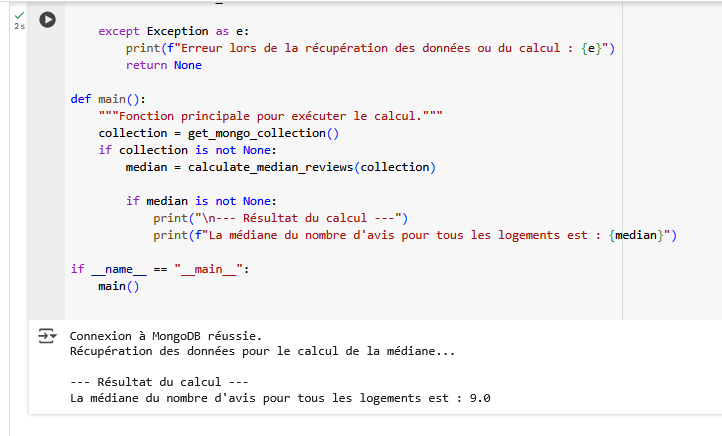 2 s
    except Exception as e:
        print(f"Erreur lors de la récupération des données ou du calcul : {e}")
        return None
def main():
    """Fonction principale pour exécuter le calcul."""
    collection = get_mongo_collection()
    if collection is not None:
        median = calculate_median_reviews(collection)
        if median is not None:
            print("\n--- Résultat du calcul ---")
            print(f"La médiane du nombre d'avis pour tous les logements est : {median}")
if __name__ == "__main__":
    main()
Connexion à MongoDB réussie.
Récupération des données pour le calcul de la médiane...
--- Résultat du calcul ---
La médiane du nombre d'avis pour tous les logements est : 9.0